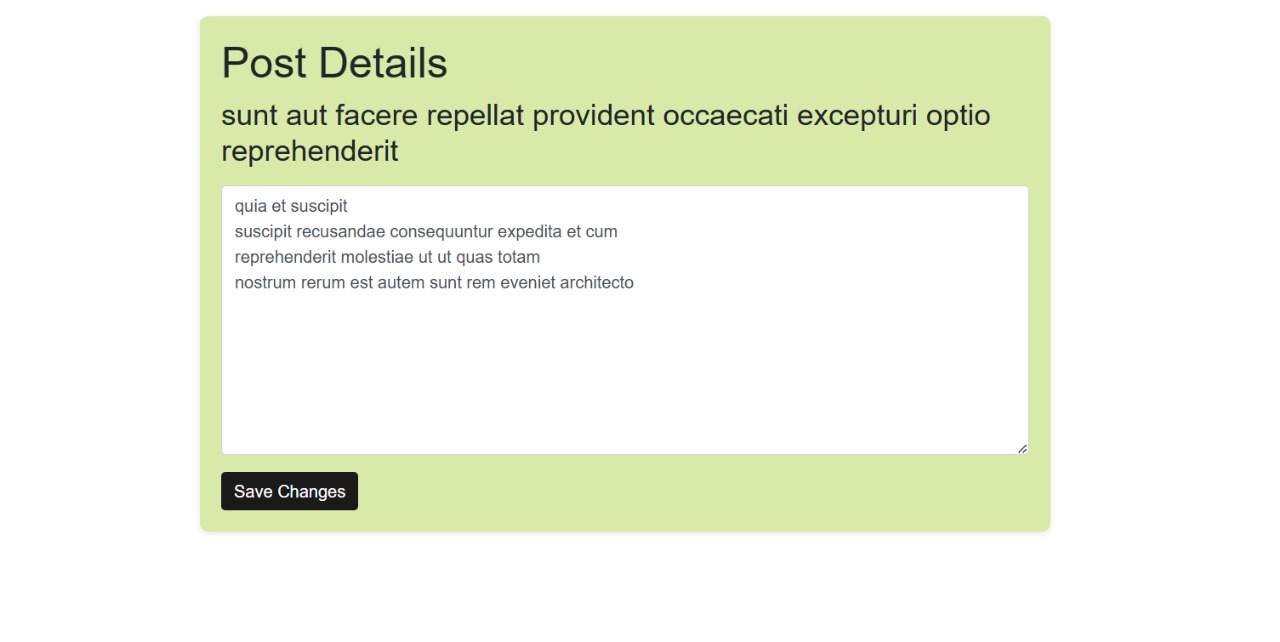 Post Details
sunt aut facere repellat provident occaecati excepturi optio
reprehenderit
quia et suscipit
suscipit recusandae consequuntur expedita et cum
reprehenderit molestiae ut ut quas totam
nostrum rerum est autem sunt rem eveniet architecto
Save Changes